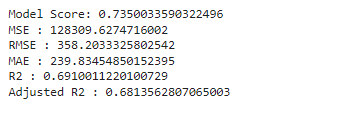 Model Score: 0.7350033590322496
MSE : 128309.6274716002
RMSE : 358.2033325802542
MAE : 239.83454850152395
R2 : 0.6910011220100729
Adjusted R2 : 0.6813562807065003